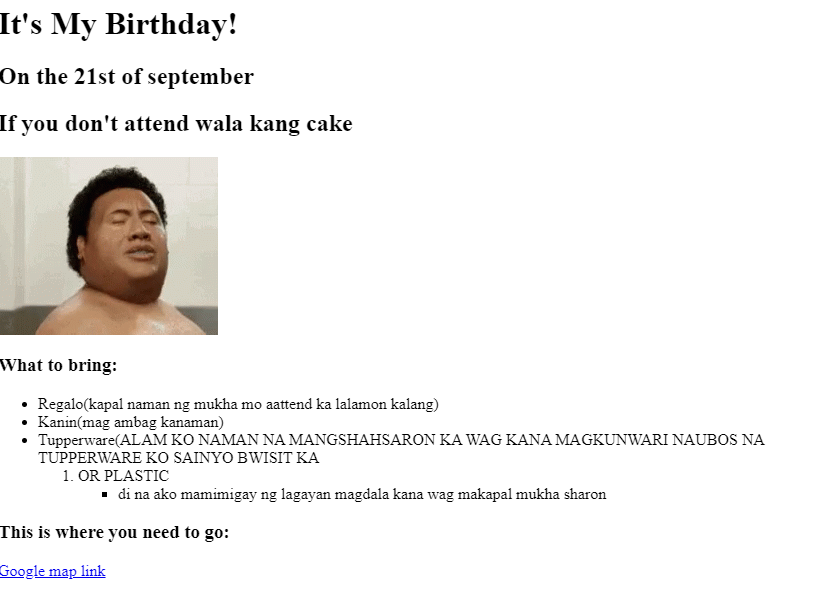 It's My Birthday!
On the 21st of september
If you don't attend wala kang cake
What to bring:
Regalo(kapal naman ng mukha mo aattend ka lalamon kalang)
Kanin(mag ambag kanaman)
Tupperware(ALAM KO NAMAN NA MANGSHAHSARON KA WAG KANA MAGKUNWARI NAUBOS NA
TUPPERWARE KO SAINYO BWISIT KA
1. OR PLASTIC
di na ako mamimigay ng lagayan magdala kana wag makapal mukha sharon
This is where you need to go:
Google map link